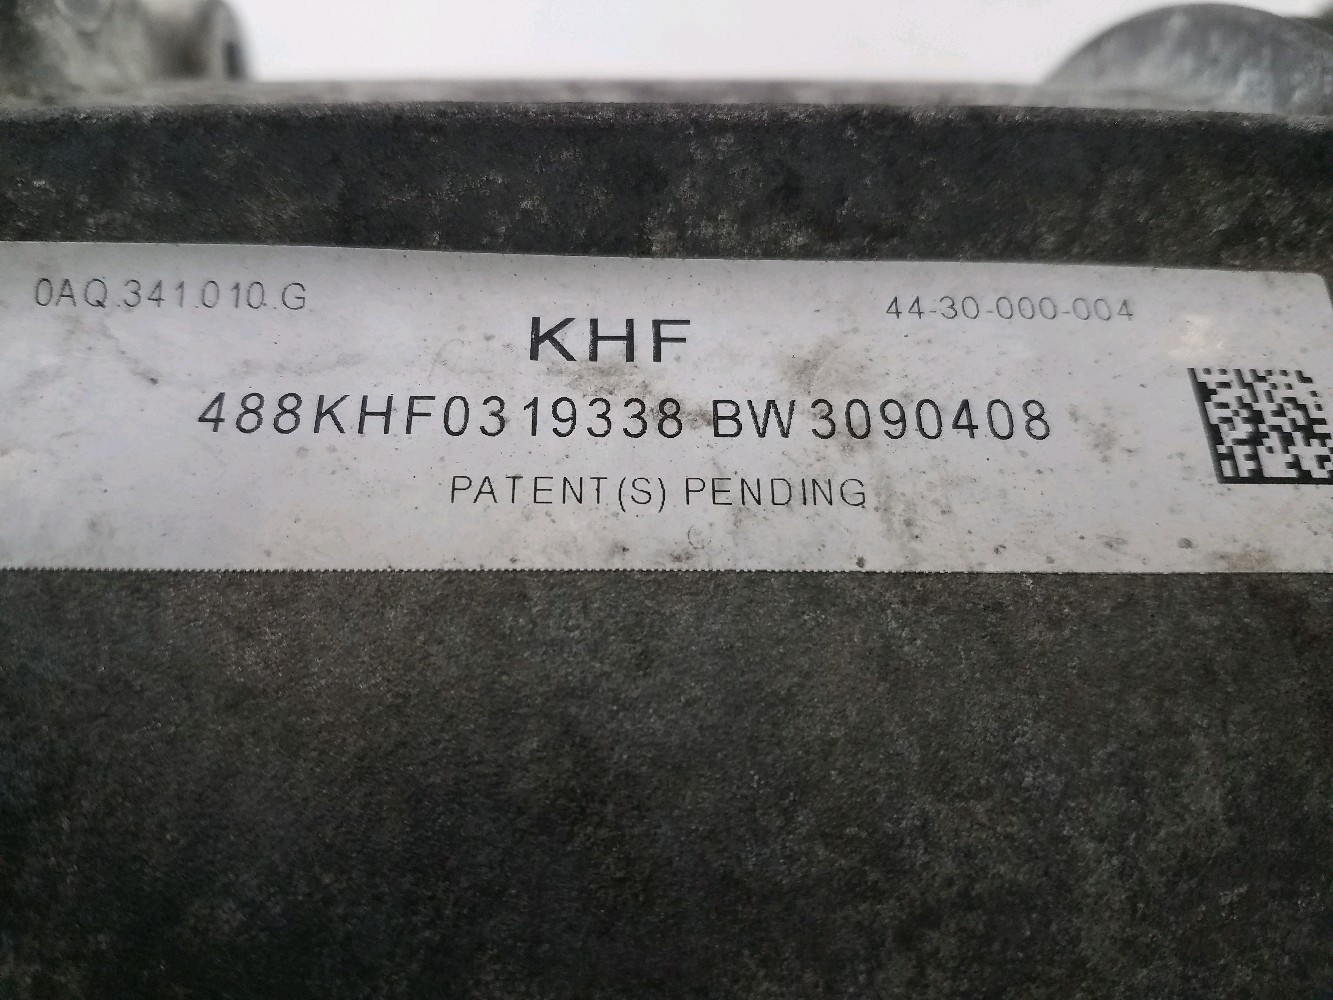 0AQ.341.010.G
44-30-000-004
KHF
488KHF0319338 BW3090408
PATENT(S) PENDING